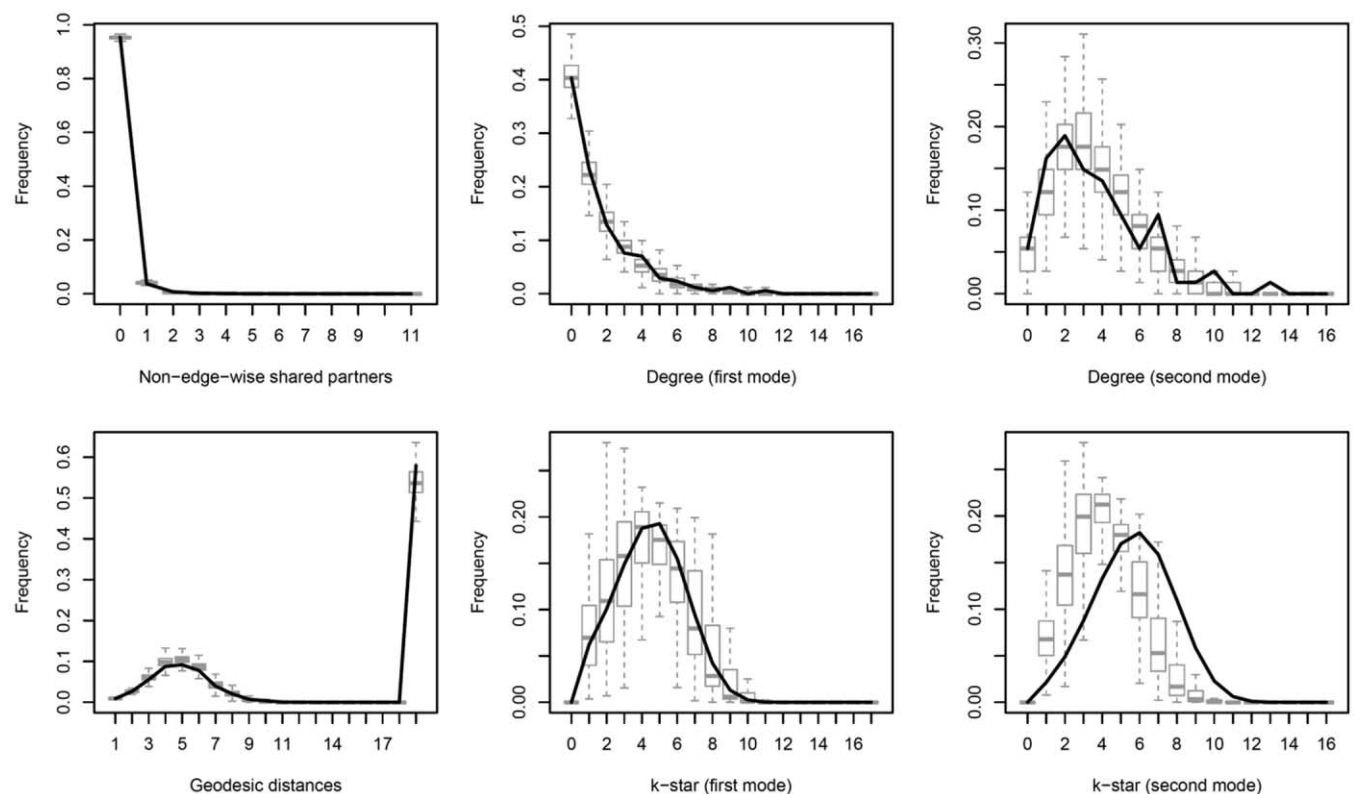 Frequency
0.0 0.2 0.4 0.6 0.8 1.0
0 1 2 3 4 5 6 7 8 9 11
Non−edge−wise shared partners
Frequency
0.0 0.1 0.2 0.3 0.4 0.5
0 2 4 6 8 10 12 14 16
Degree (first mode)
Frequency
0.00 0.10 0.20 0.30
0 2 4 6 8 10 12 14 16
Degree (second mode)
Frequency
0.0 0.1 0.2 0.3 0.4 0.5 0.6
1 3 5 7 9 11 14 17
Geodesic distances
Frequency
0.00 0.10 0.20
0 2 4 6 8 10 12 14 16
k−star (first mode)
Frequency
0.00 0.10 0.20
0 2 4 6 8 10 12 14 16
k−star (second mode)